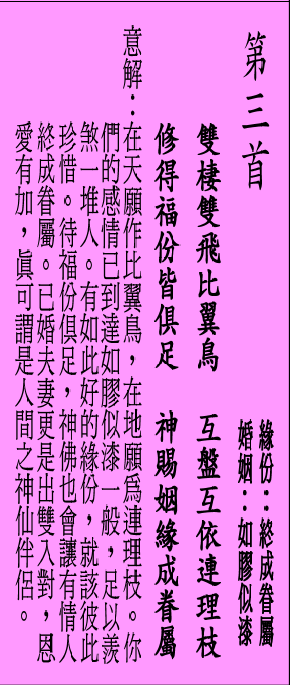 第三首
緣份：終成眷屬
婚姻：如膠似漆
雙棲雙飛比翼鳥　互盤互依連理枝
修得福份皆俱足　神賜姻緣成眷屬
意解：在天願作比翼鳥，在地願為連理枝。你
們的感情已到達如膠似漆一般，足以羨
煞一堆人。有如此好的緣份，就該彼此
珍惜。待福份俱足，神佛也會讓有情人
終成眷屬。已婚夫妻更是出雙入對，恩
愛有加，真可謂是人間之神仙伴侶。